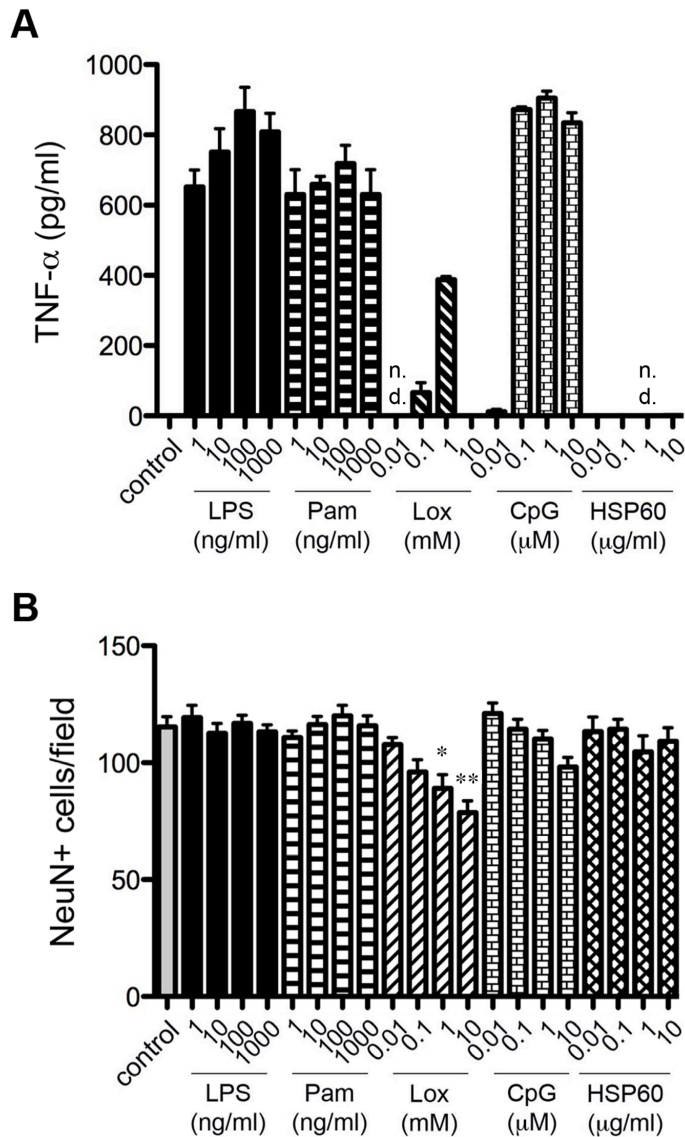 A
TNF-α (pg/ml)
1000
800
600
400
200
0
n.
d.
n.
d.
control 1 10 100 1000 1 10 100 1000 0.01 0.1 1 10 0.01 0.1 1 10 0.01 0.1 1 10
LPS Pam Lox CpG HSP60
(ng/ml) (ng/ml) (mM) (μM) (μg/ml)
B
NeuN+ cells/field
150
100
50
0
*
**
control 1 10 100 1000 1 10 100 1000 0.01 0.1 1 10 0.01 0.1 1 10 0.01 0.1 1 10
LPS Pam Lox CpG HSP60
(ng/ml) (ng/ml) (mM) (μM) (μg/ml)